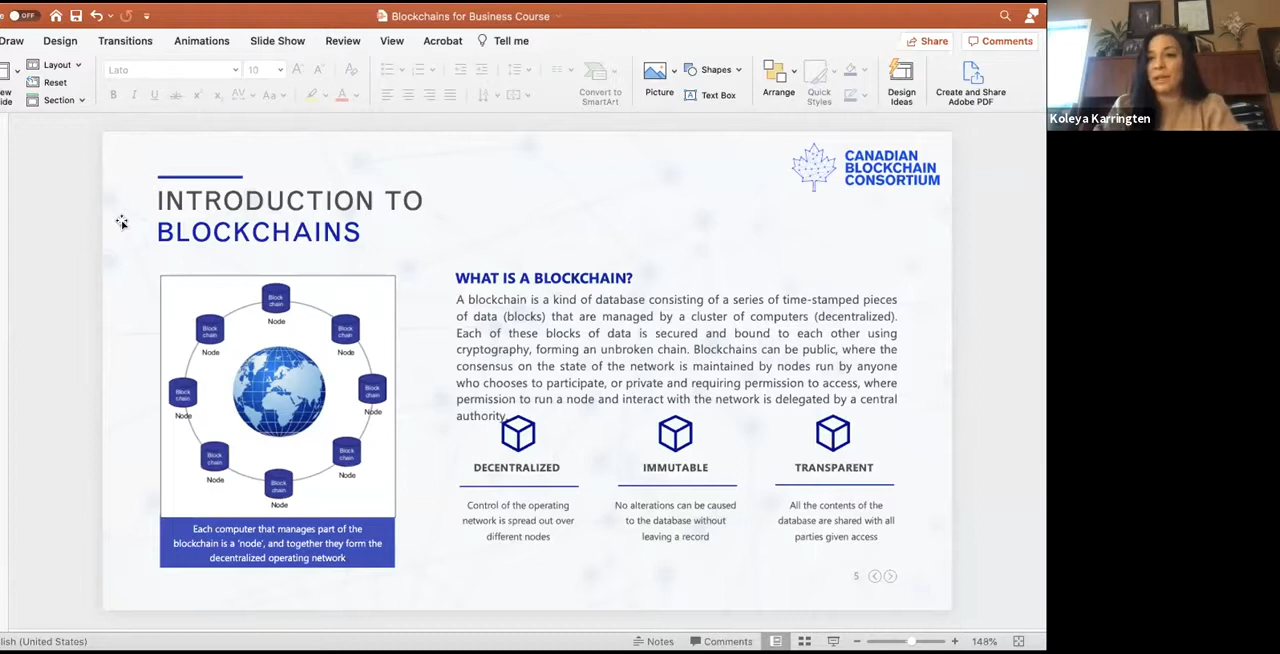 e OFF
Blockchains for Business Course
Draw Design Transitions Animations Slide Show Review View Acrobat Tell me
Share Comments
Layout
Reset
Section
Lato 10
B I U ab X X AV Aa A
Convert to
SmartArt
Picture
Shapes
Text Box
Arrange
Quick
Styles
Design
Ideas
Create and Share
Adobe PDF
Koleya Karringten
CANADIAN
BLOCKCHAIN
CONSORTIUM
INTRODUCTION TO
BLOCKCHAINS
Block
chain
Node
Block
chain
Node
Block
chain
Node
Block
chain
Node
Block
chain
Node
Block
chain
Node
Block
chain
Node
Block
chain
Node
Each computer that manages part of the
blockchain is a 'node', and together they form the
decentralized operating network
WHAT IS A BLOCKCHAIN?
A blockchain is a kind of database consisting of a series of time-stamped pieces
of data (blocks) that are managed by a cluster of computers (decentralized).
Each of these blocks of data is secured and bound to each other using
cryptography, forming an unbroken chain. Blockchains can be public, where the
consensus on the state of the network is maintained by nodes run by anyone
who chooses to participate, or private and requiring permission to access, where
permission to run a node and interact with the network is delegated by a central
authority.
DECENTRALIZED
Control of the operating
network is spread out over
different nodes
IMMUTABLE
No alterations can be caused
to the database without
leaving a record
TRANSPARENT
All the contents of the
database are shared with all
parties given access
5
lish (United States)
Notes Comments 148%